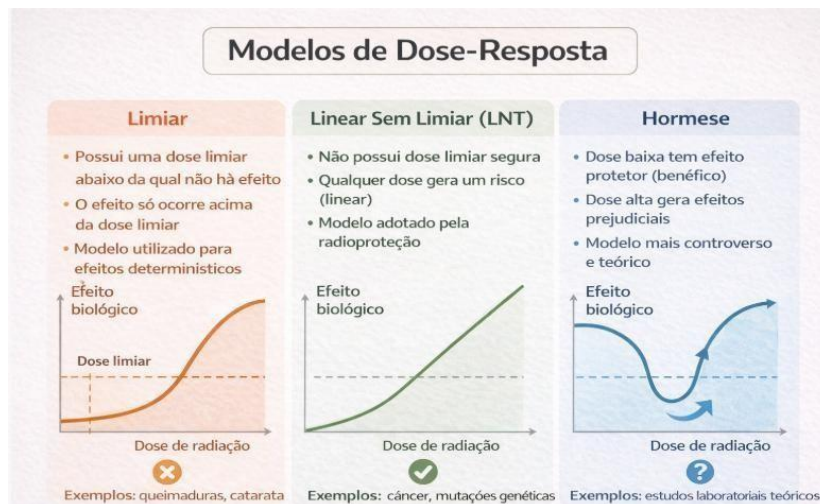 Modelos de Dose-Resposta
Limiar
• Possui uma dose limiar
abaixo da qual não hà efeito
• O efeito só ocorre acima
da dose limiar
• Modelo utilizado para
efeitos deterministicos
Efeito
biológico
Dose limiar
Dose de radiação
Exemplos: queimaduras, catarata
Linear Sem Limiar (LNT)
• Não possui dose limiar segura
• Qualquer dose gera um risco
(linear)
• Modelo adotado pela
radioproteção
Efeito
biológico
Dose de radiação
Exemplos: câncer, mutações genéticas
Hormese
• Dose baixa tem efeito
protetor (benéfico)
• Dose alta gera efeitos
prejudiciais
• Modelo mais controverso
e teórico
Efeito
biológico
?
Dose de radiação
Exemplos: estudos laboratoriais teóricos